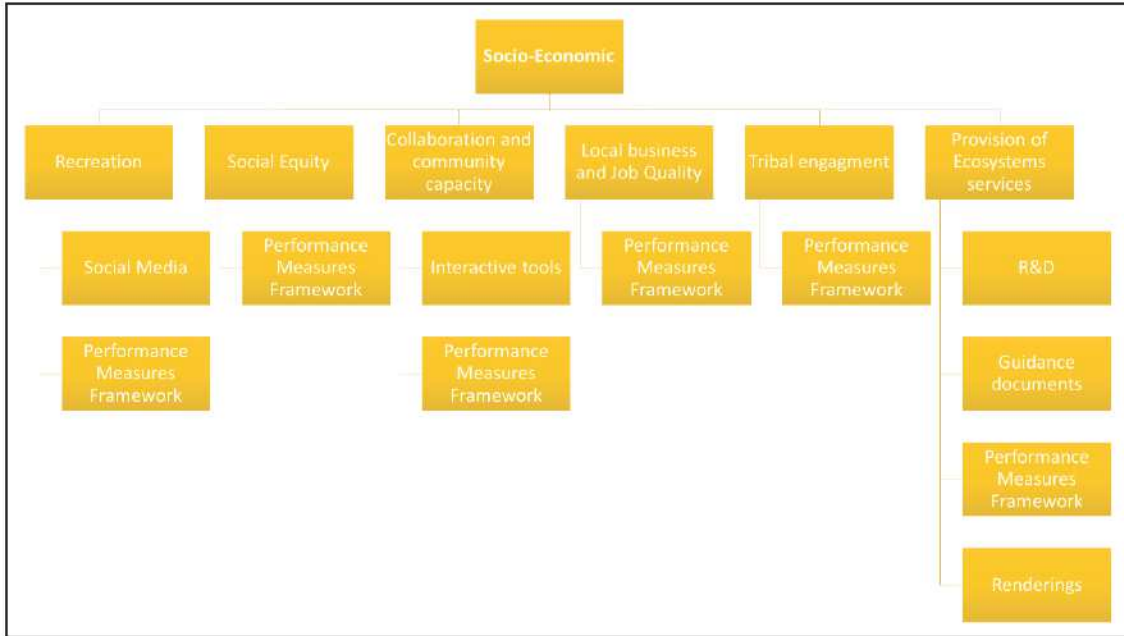 Socio-Economic
Recreation
Social Equity
Collaboration and
community
capacity
Local business
and Job Quality
Tribal engagment
Provision of
Ecosystems
services
Social Media
Performance
Measures
Framework
Interactive tools
Performance
Measures
Framework
Performance
Measures
Framework
R&D
Performance
Measures
Framework
Performance
Measures
Framework
Guidance
documents
Performance
Measures
Framework
Renderings